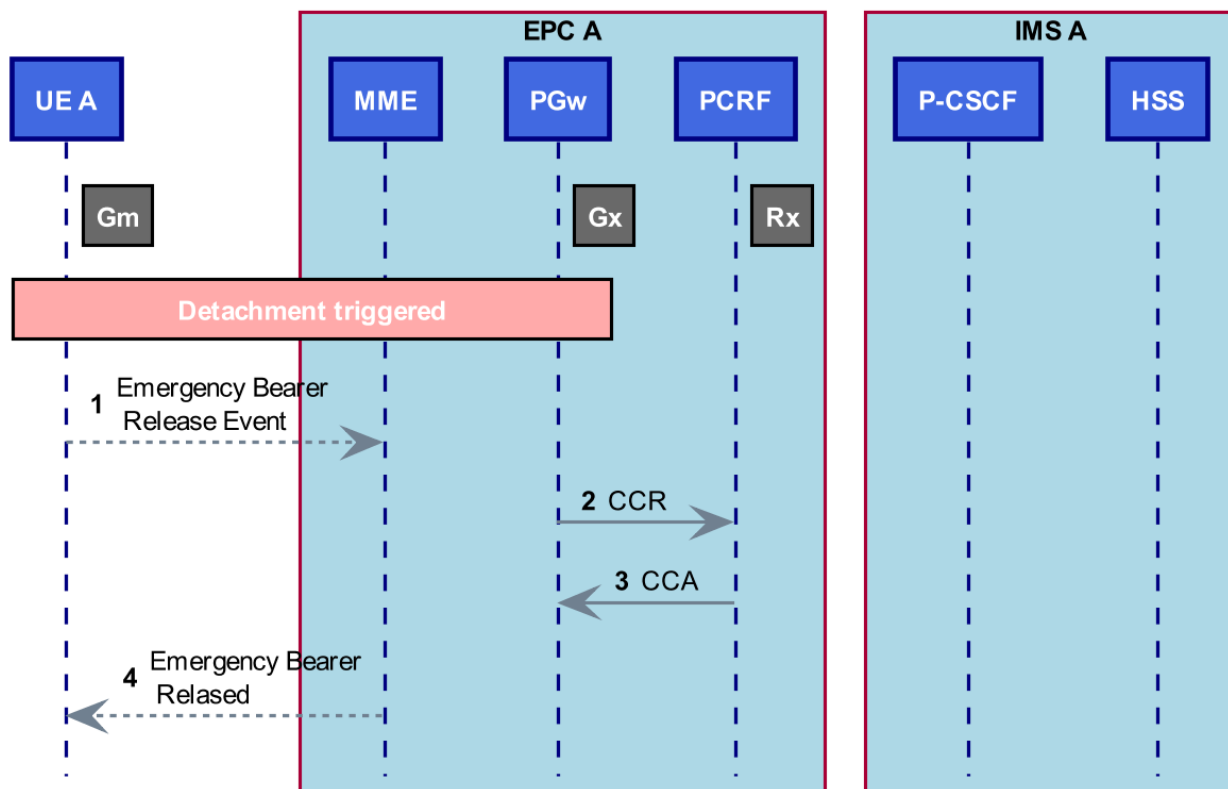 EPC A
IMS A
UE A
MME
PGw
PCRF
P-CSCF
HSS
Gm
Gx
Rx
Detachment triggered
1 Emergency Bearer
Release Event
2 CCR
3 CCA
4 Emergency Bearer
Relased